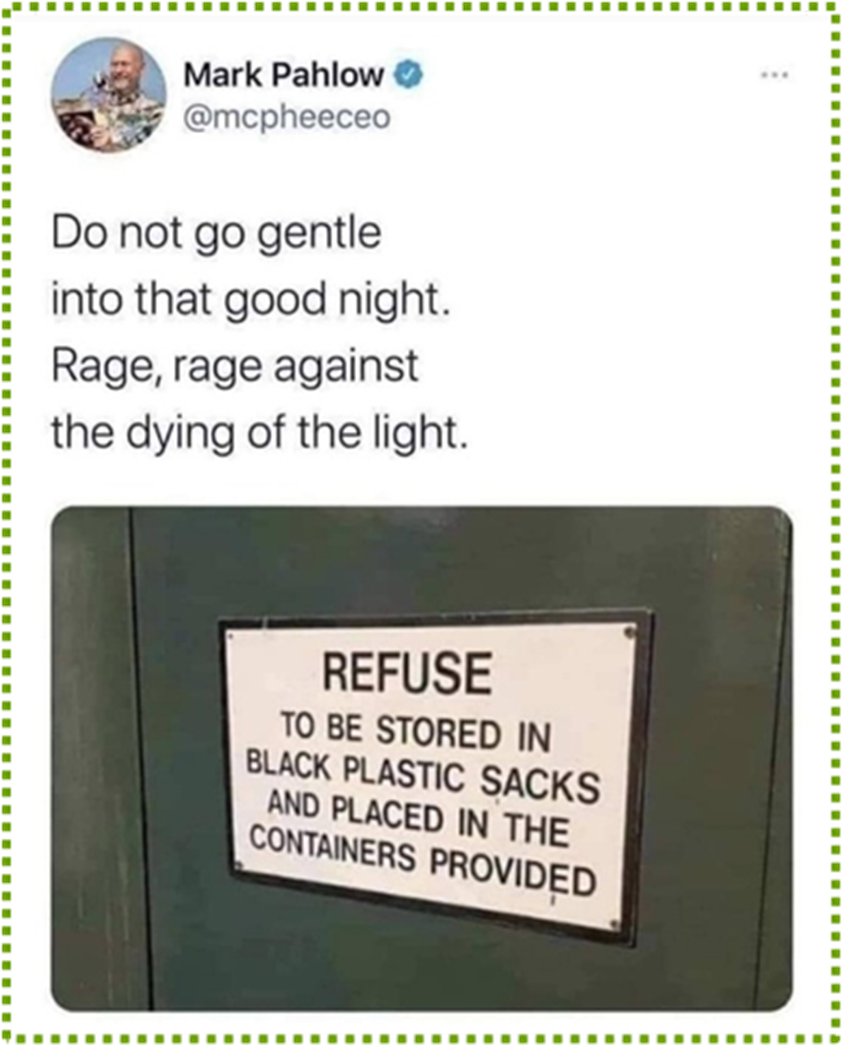 Mark Pahlow
@mcpheeceo
Do not go gentle
into that good night.
Rage, rage against
the dying of the light.
REFUSE
TO BE STORED IN
BLACK PLASTIC SACKS
AND PLACED IN THE
CONTAINERS PROVIDED